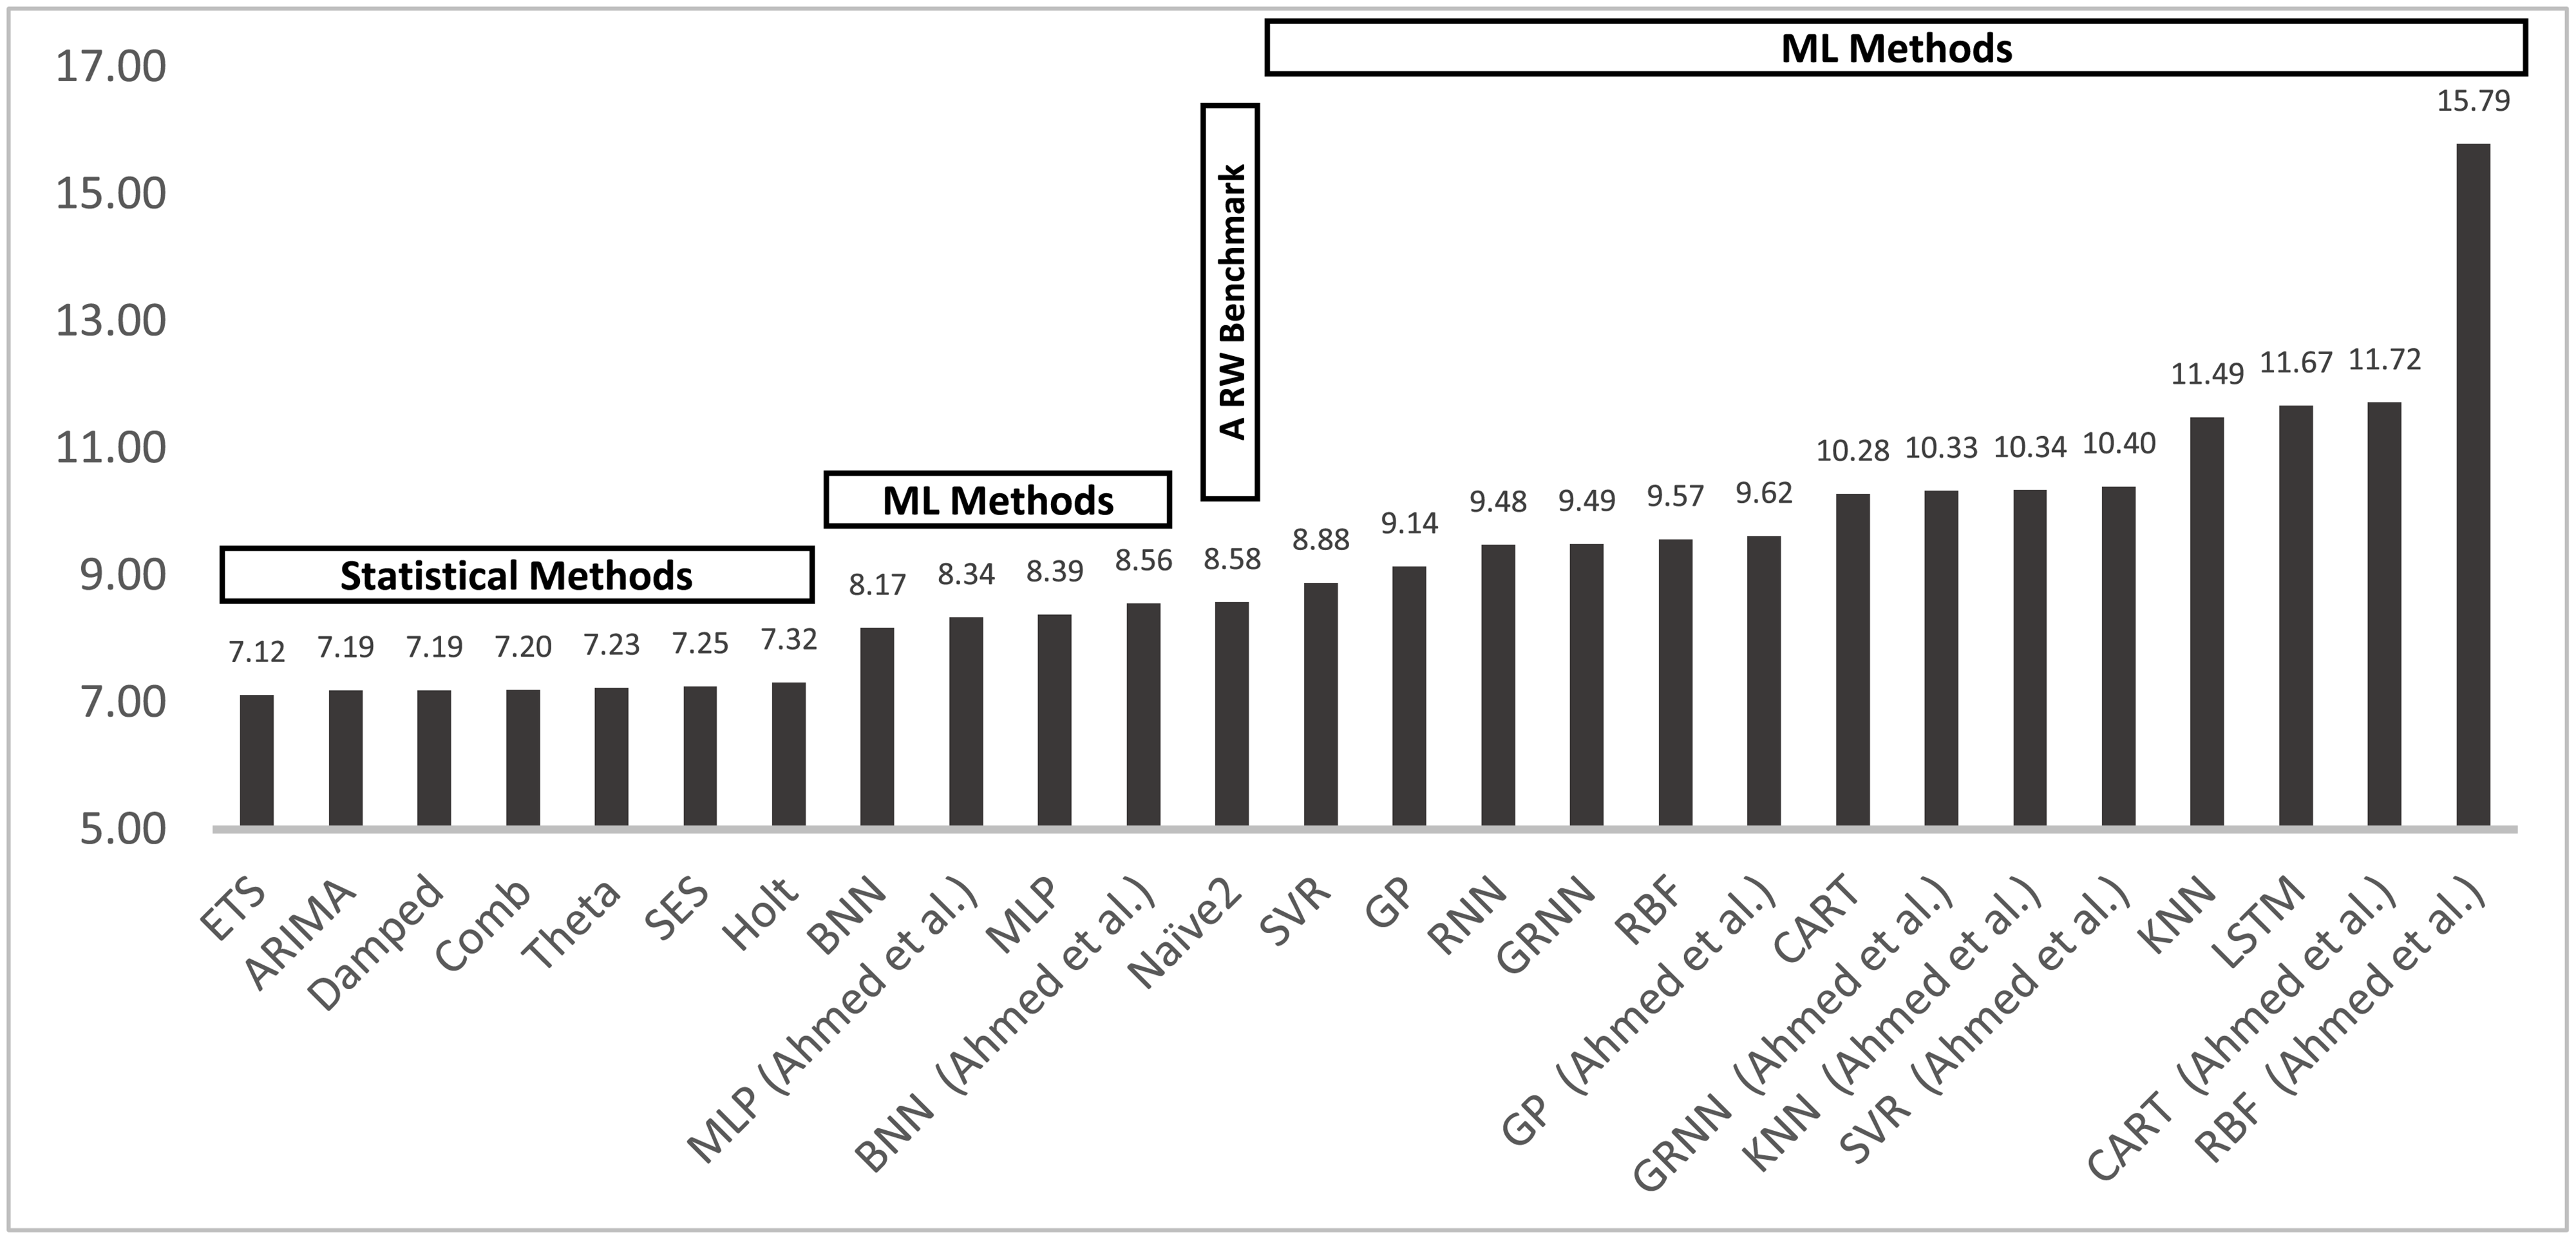 ML Methods
17.00
15.79
15.00
A RW Benchmark
13.00
11.49 11.67 11.72
11.00
10.28 10.33 10.34 10.40
ML Methods
9.48 9.49 9.57 9.62
9.14
8.88
9.00
Statistical Methods
8.17 8.34 8.39 8.56 8.58
7.12 7.19 7.19 7.20 7.23 7.25 7.32
7.00
5.00
ETS
ARIMA
Damped
Comb
Theta
SES
Holt
BNN
MLP (Ahmed et al.)
MLP
BNN (Ahmed et al.)
Naïve2
SVR
GP
RNN
GRNN
RBF
GP (Ahmed et al.)
CART
GRNN (Ahmed et al.)
KNN (Ahmed et al.)
SVR (Ahmed et al.)
KNN
LSTM
CART (Ahmed et al.)
RBF (Ahmed et al.)